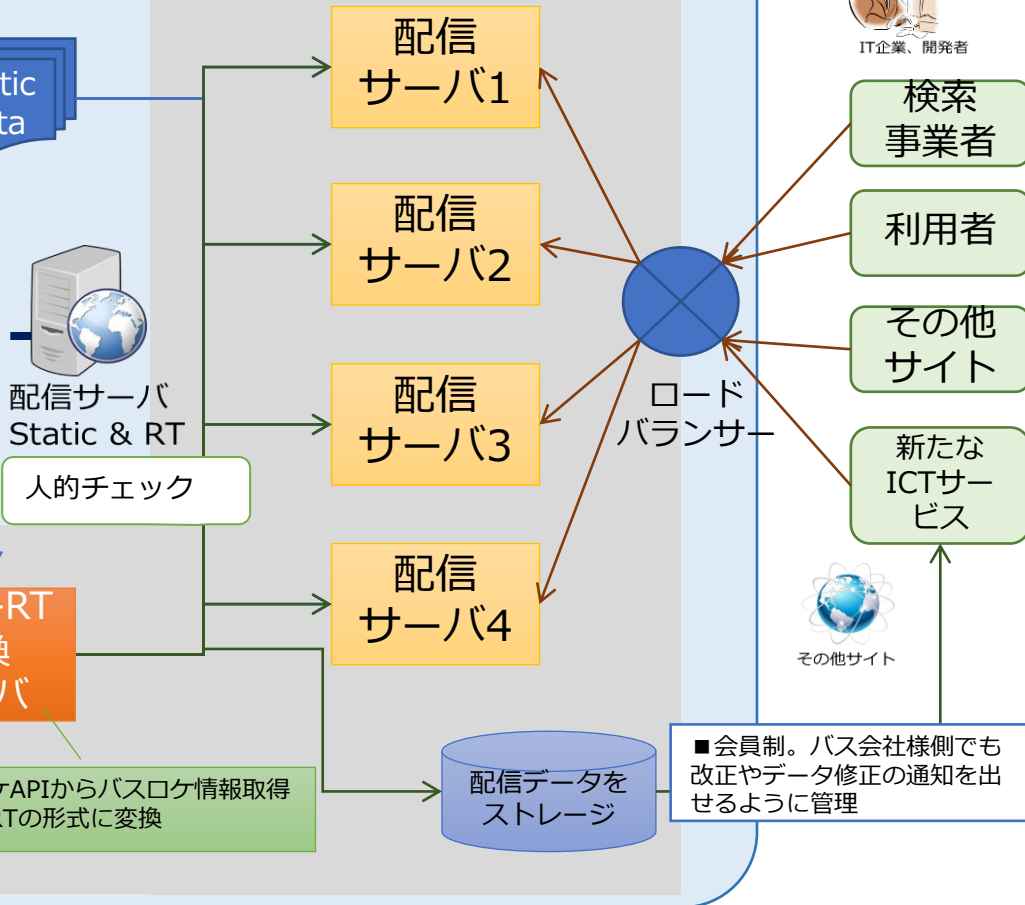 配信
サーバ1
配信
サーバ2
配信
サーバ3
配信
サーバ4
配信サーバ
Static & RT
人的チェック
-RT
APIからバスロケ情報取得
の形式に変換
配信データを
ストレージ
ロード
バランサー
IT企業、開発者
検索
事業者
利用者
その他
サイト
新たな
ICTサー
ビス
その他サイト
■会員制。バス会社様側でも
改正やデータ修正の通知を出
せるように管理